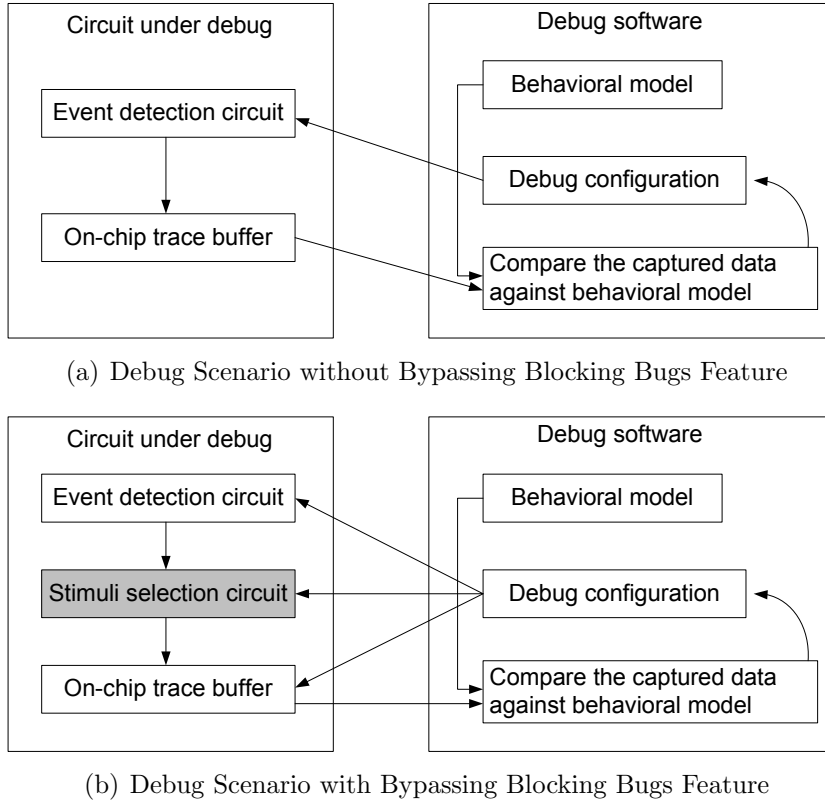 Circuit under debug
Debug software
Event detection circuit
Behavioral model
Debug configuration
On-chip trace buffer
Compare the captured data
against behavioral model
(a) Debug Scenario without Bypassing Blocking Bugs Feature
Circuit under debug
Debug software
Event detection circuit
Behavioral model
Stimuli selection circuit
Debug configuration
On-chip trace buffer
Compare the captured data
against behavioral model
(b) Debug Scenario with Bypassing Blocking Bugs Feature